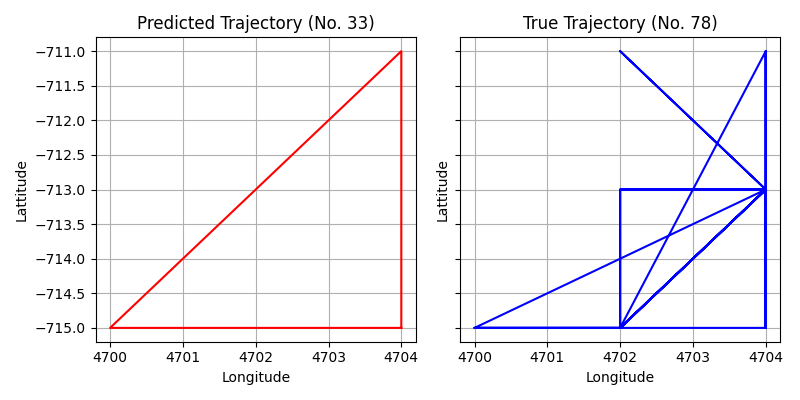 Predicted Trajectory (No. 33)
Lattitude
−711.0
−711.5
−712.0
−712.5
−713.0
−713.5
−714.0
−714.5
−715.0
4700 4701 4702 4703 4704
Longitude
True Trajectory (No. 78)
Lattitude
4700 4701 4702 4703 4704
Longitude